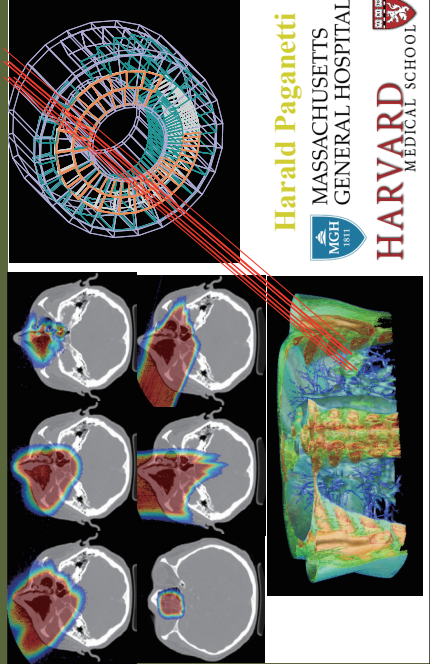 Harald Paganetti
MASSACHUSETTS
GENERAL HOSPITAL
MGH
1811
HARVARD
MEDICAL SCHOOL